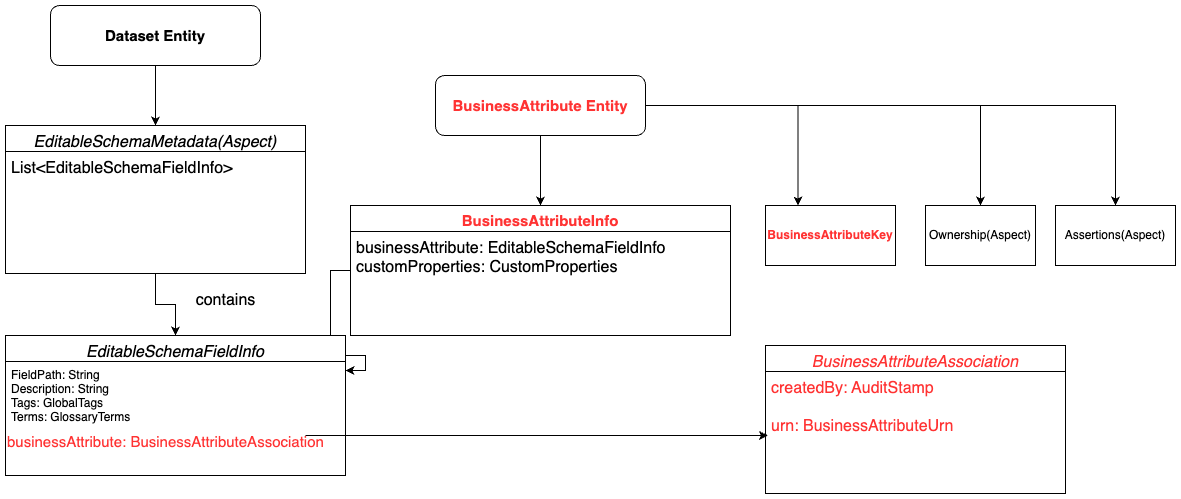 Dataset Entity
BusinessAttribute Entity
EditableSchemaMetadata(Aspect)
List<EditableSchemaFieldInfo>
BusinessAttributeInfo
businessAttribute: EditableSchemaFieldInfo
customProperties: CustomProperties
BusinessAttributeKey
Ownership(Aspect)
Assertions(Aspect)
contains
EditableSchemaFieldInfo
FieldPath: String
Description: String
Tags: GlobalTags
Terms: GlossaryTerms
businessAttribute: BusinessAttributeAssociation
BusinessAttributeAssociation
createdBy: AuditStamp
urn: BusinessAttributeUrn